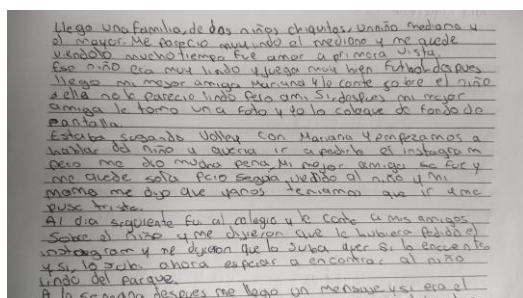 Llego una familia, de dos niños chiquitos, un niño mediano y
el mayor. Me parecio muy lindo el mediano y me quede
viendolo mucho tiempo fue amor a primera vista.
Ese niño era muy lindo y juega muy bien futbol. despues
llego mi mejor amiga Mariana y le conte sobre el niño
a ella no le parecio lindo pero a mi Si, despues mi mejor
amiga le tomo una foto y yo la coloque de fondo de
pantalla.
Estaba jugando Volley con Mariana y empezamos a
hablar del niño y queria ir a pedirle el instagram
pero me dio mucha pena, Mi mejor amiga se fue y
me quede sola pero seguia viendo al niño y mi
mama me dijo que ya nos teniamos que ir y me
puse triste.
Al dia siguiente fui al colegio y le conte a mis amigos
Sobre el niño y me dijeron que le hubiera pedido el
instagram y me dijeron que lo suba a ver si lo encuentro
y si, lo subi ahora esperar a encontrar al niño
lindo del parque.
A la semana despues me llego un mensaje y si era el